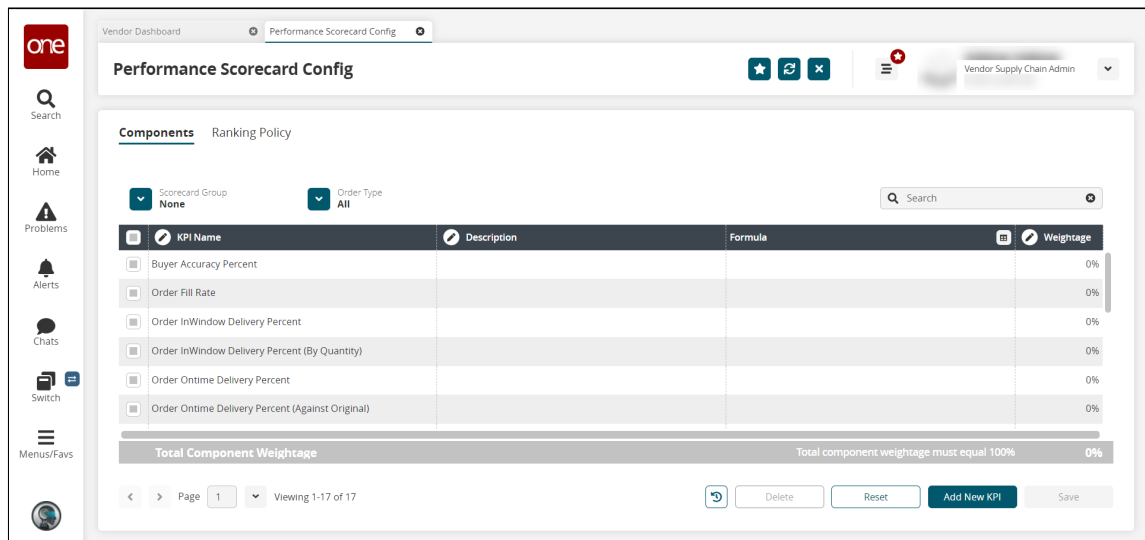 one
Vendor Dashboard
Performance Scorecard Config
Performance Scorecard Config
Vendor Supply Chain Admin
Search
Home
Problems
Alerts
Chats
Switch
Menus/Favs
Components Ranking Policy
Scorecard Group
None
Order Type
All
Search
KPI Name Description Formula Weightage
Buyer Accuracy Percent 0%
Order Fill Rate 0%
Order InWindow Delivery Percent 0%
Order InWindow Delivery Percent (By Quantity) 0%
Order Ontime Delivery Percent 0%
Order Ontime Delivery Percent (Against Original) 0%
Total Component Weightage Total component weightage must equal 100% 0%
Page 1 Viewing 1-17 of 17
Delete Reset Add New KPI Save